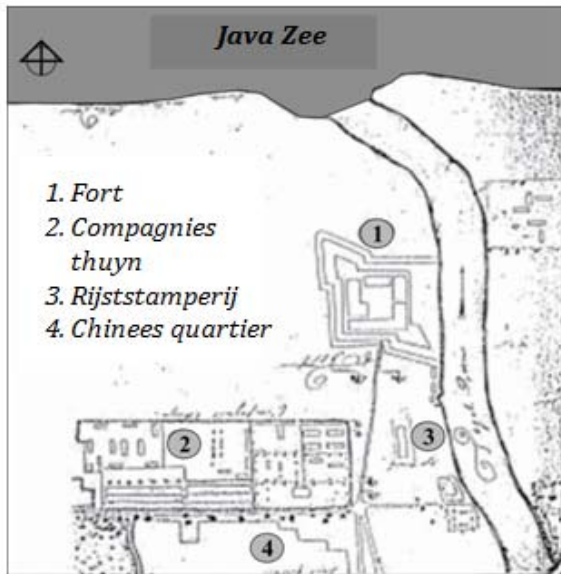 Java Zee
1. Fort
2. Compagnies
thuyn
3. Rijststamperij
4. Chinees quartier
1
2
3
4